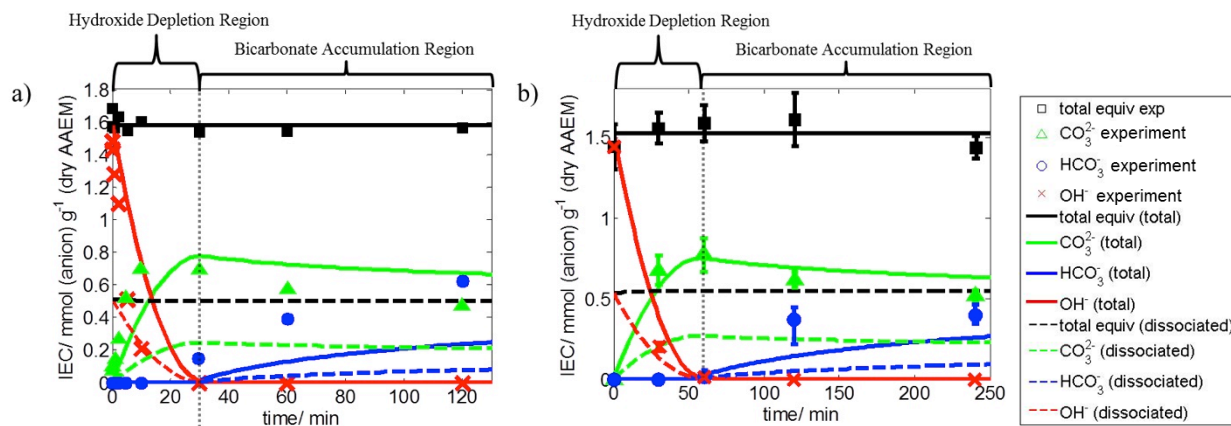 Hydroxide Depletion Region
Bicarbonate Accumulation Region
a)
IEC/ mmol (anion) g⁻¹ (dry AAEM)
1.8
1.6
1.4
1.2
1
0.8
0.6
0.4
0.2
0
0 20 40 60 80 100 120
time/ min
Hydroxide Depletion Region
Bicarbonate Accumulation Region
b)
IEC/ mmol (anion) g⁻¹ (dry AAEM)
1.5
1
0.5
0
0 50 100 150 200 250
time/ min
total equiv exp
CO₃²⁻ experiment
HCO₃⁻ experiment
OH⁻ experiment
total equiv (total)
CO₃²⁻ (total)
HCO₃⁻ (total)
OH⁻ (total)
total equiv (dissociated)
CO₃²⁻ (dissociated)
HCO₃⁻ (dissociated)
OH⁻ (dissociated)